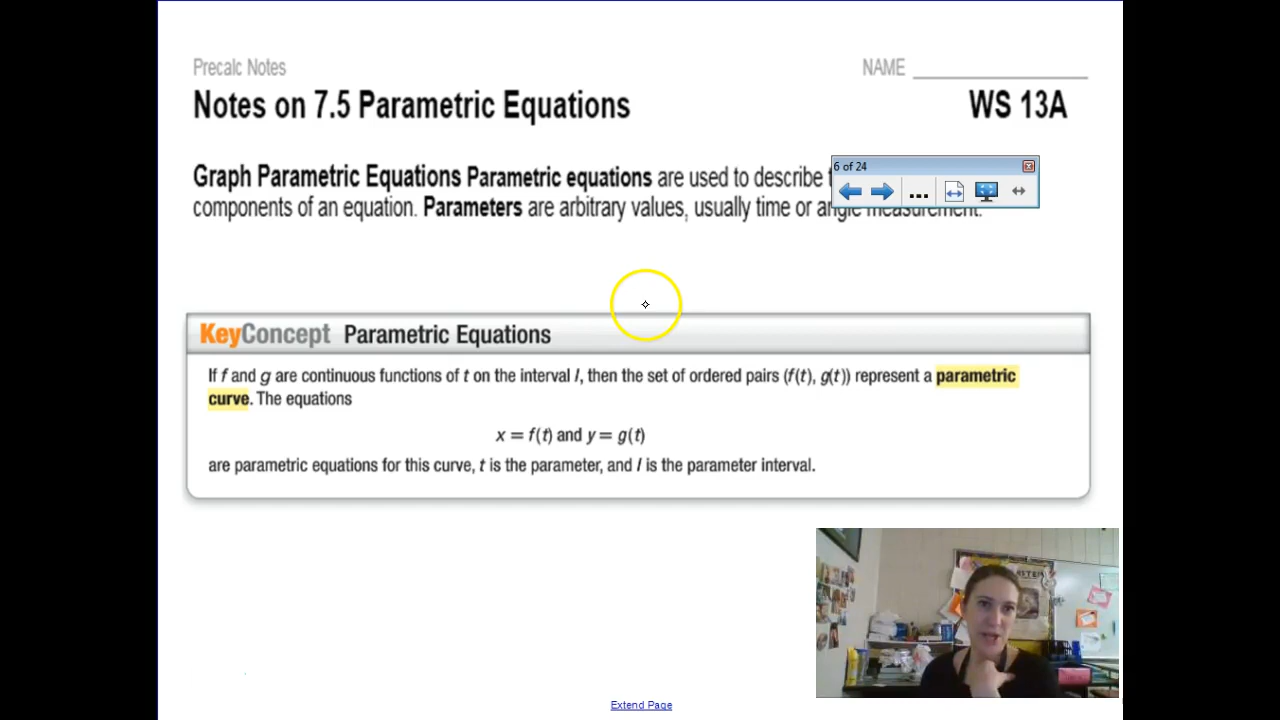 Precalc Notes
NAME
Notes on 7.5 Parametric Equations
WS 13A
6 of 24
Graph Parametric Equations Parametric equations are used to describe
components of an equation. Parameters are arbitrary values, usually time or angle measurement.
KeyConcept Parametric Equations
If f and g are continuous functions of t on the interval I, then the set of ordered pairs (f(t), g(t)) represent a parametric
curve. The equations
x = f(t) and y = g(t)
are parametric equations for this curve, t is the parameter, and I is the parameter interval.
Extend Page